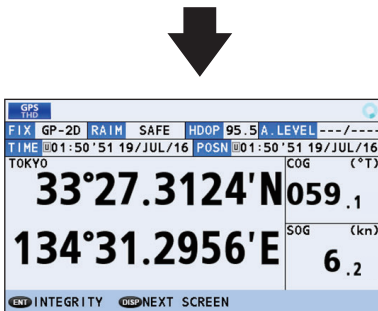 GPS
THD
FIX GP-2D RAIM SAFE HDOP 95.5 A.LEVEL ---/---
TIME U01:50'51 19/JUL/16 POSN U01:50'51 19/JUL/16
TOKYO
33°27.3124'N
134°31.2956'E
COG (°T)
059.1
SOG (kn)
6.2
ENT INTEGRITY DISP NEXT SCREEN